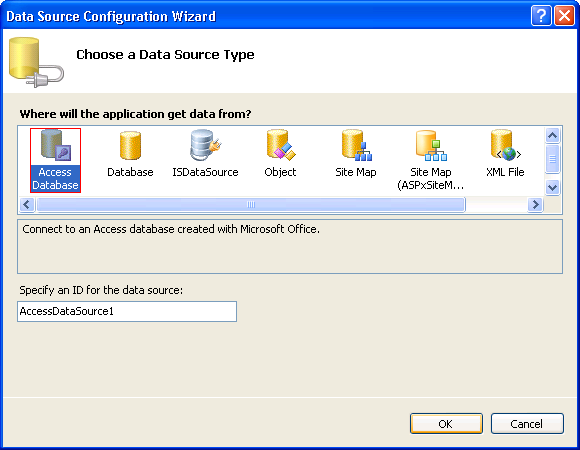 Data Source Configuration Wizard
Choose a Data Source Type
Where will the application get data from?
Access Database
Database
ISDataSource
Object
Site Map
Site Map (ASPxSiteM...
XML File
Connect to an Access database created with Microsoft Office.
Specify an ID for the data source:
AccessDataSource1
OK
Cancel